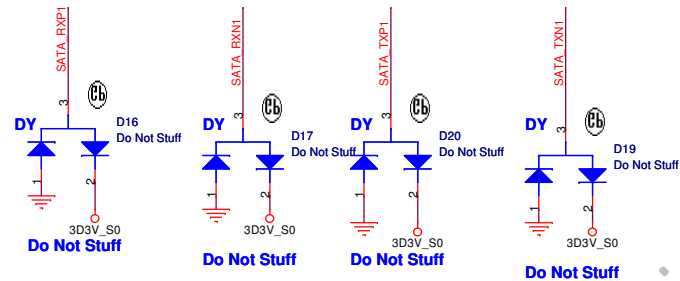 SATA_RXP1
3
DY
D16
Do Not Stuff
1
2
3D3V_S0
Do Not Stuff
SATA_RXN1
3
DY
D17
Do Not Stuff
1
2
3D3V_S0
Do Not Stuff
SATA_TXP1
3
DY
D20
Do Not Stuff
1
2
3D3V_S0
Do Not Stuff
SATA_TXN1
3
DY
D19
Do Not Stuff
1
2
3D3V_S0
Do Not Stuff